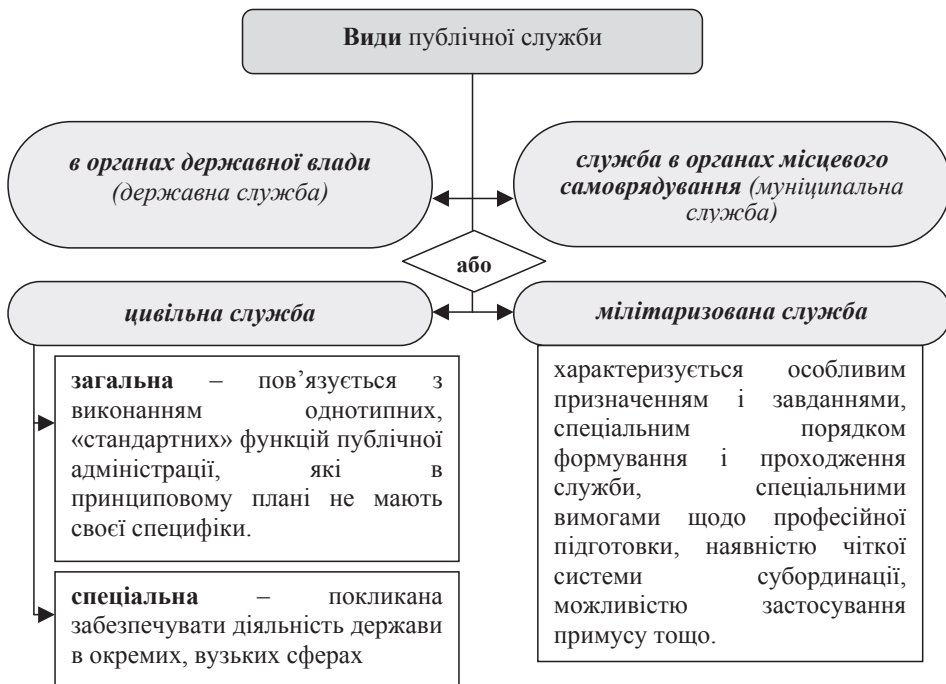 Види публічної служби
в органах державної влади
(державна служба)
служба в органах місцевого
самоврядування (муніципальна
служба)
або
цивільна служба
мілітаризована служба
загальна – пов’язується з
виконанням однотипних,
«стандартних» функцій публічної
адміністрації, які в
принциповому плані не мають
своєї специфіки.
спеціальна – покликана
забезпечувати діяльність держави
в окремих, вузьких сферах
характеризується особливим
призначенням і завданнями,
спеціальним порядком
формування і проходження
служби, спеціальними
вимогами щодо професійної
підготовки, наявністю чіткої
системи субординації,
можливістю застосування
примусу тощо.